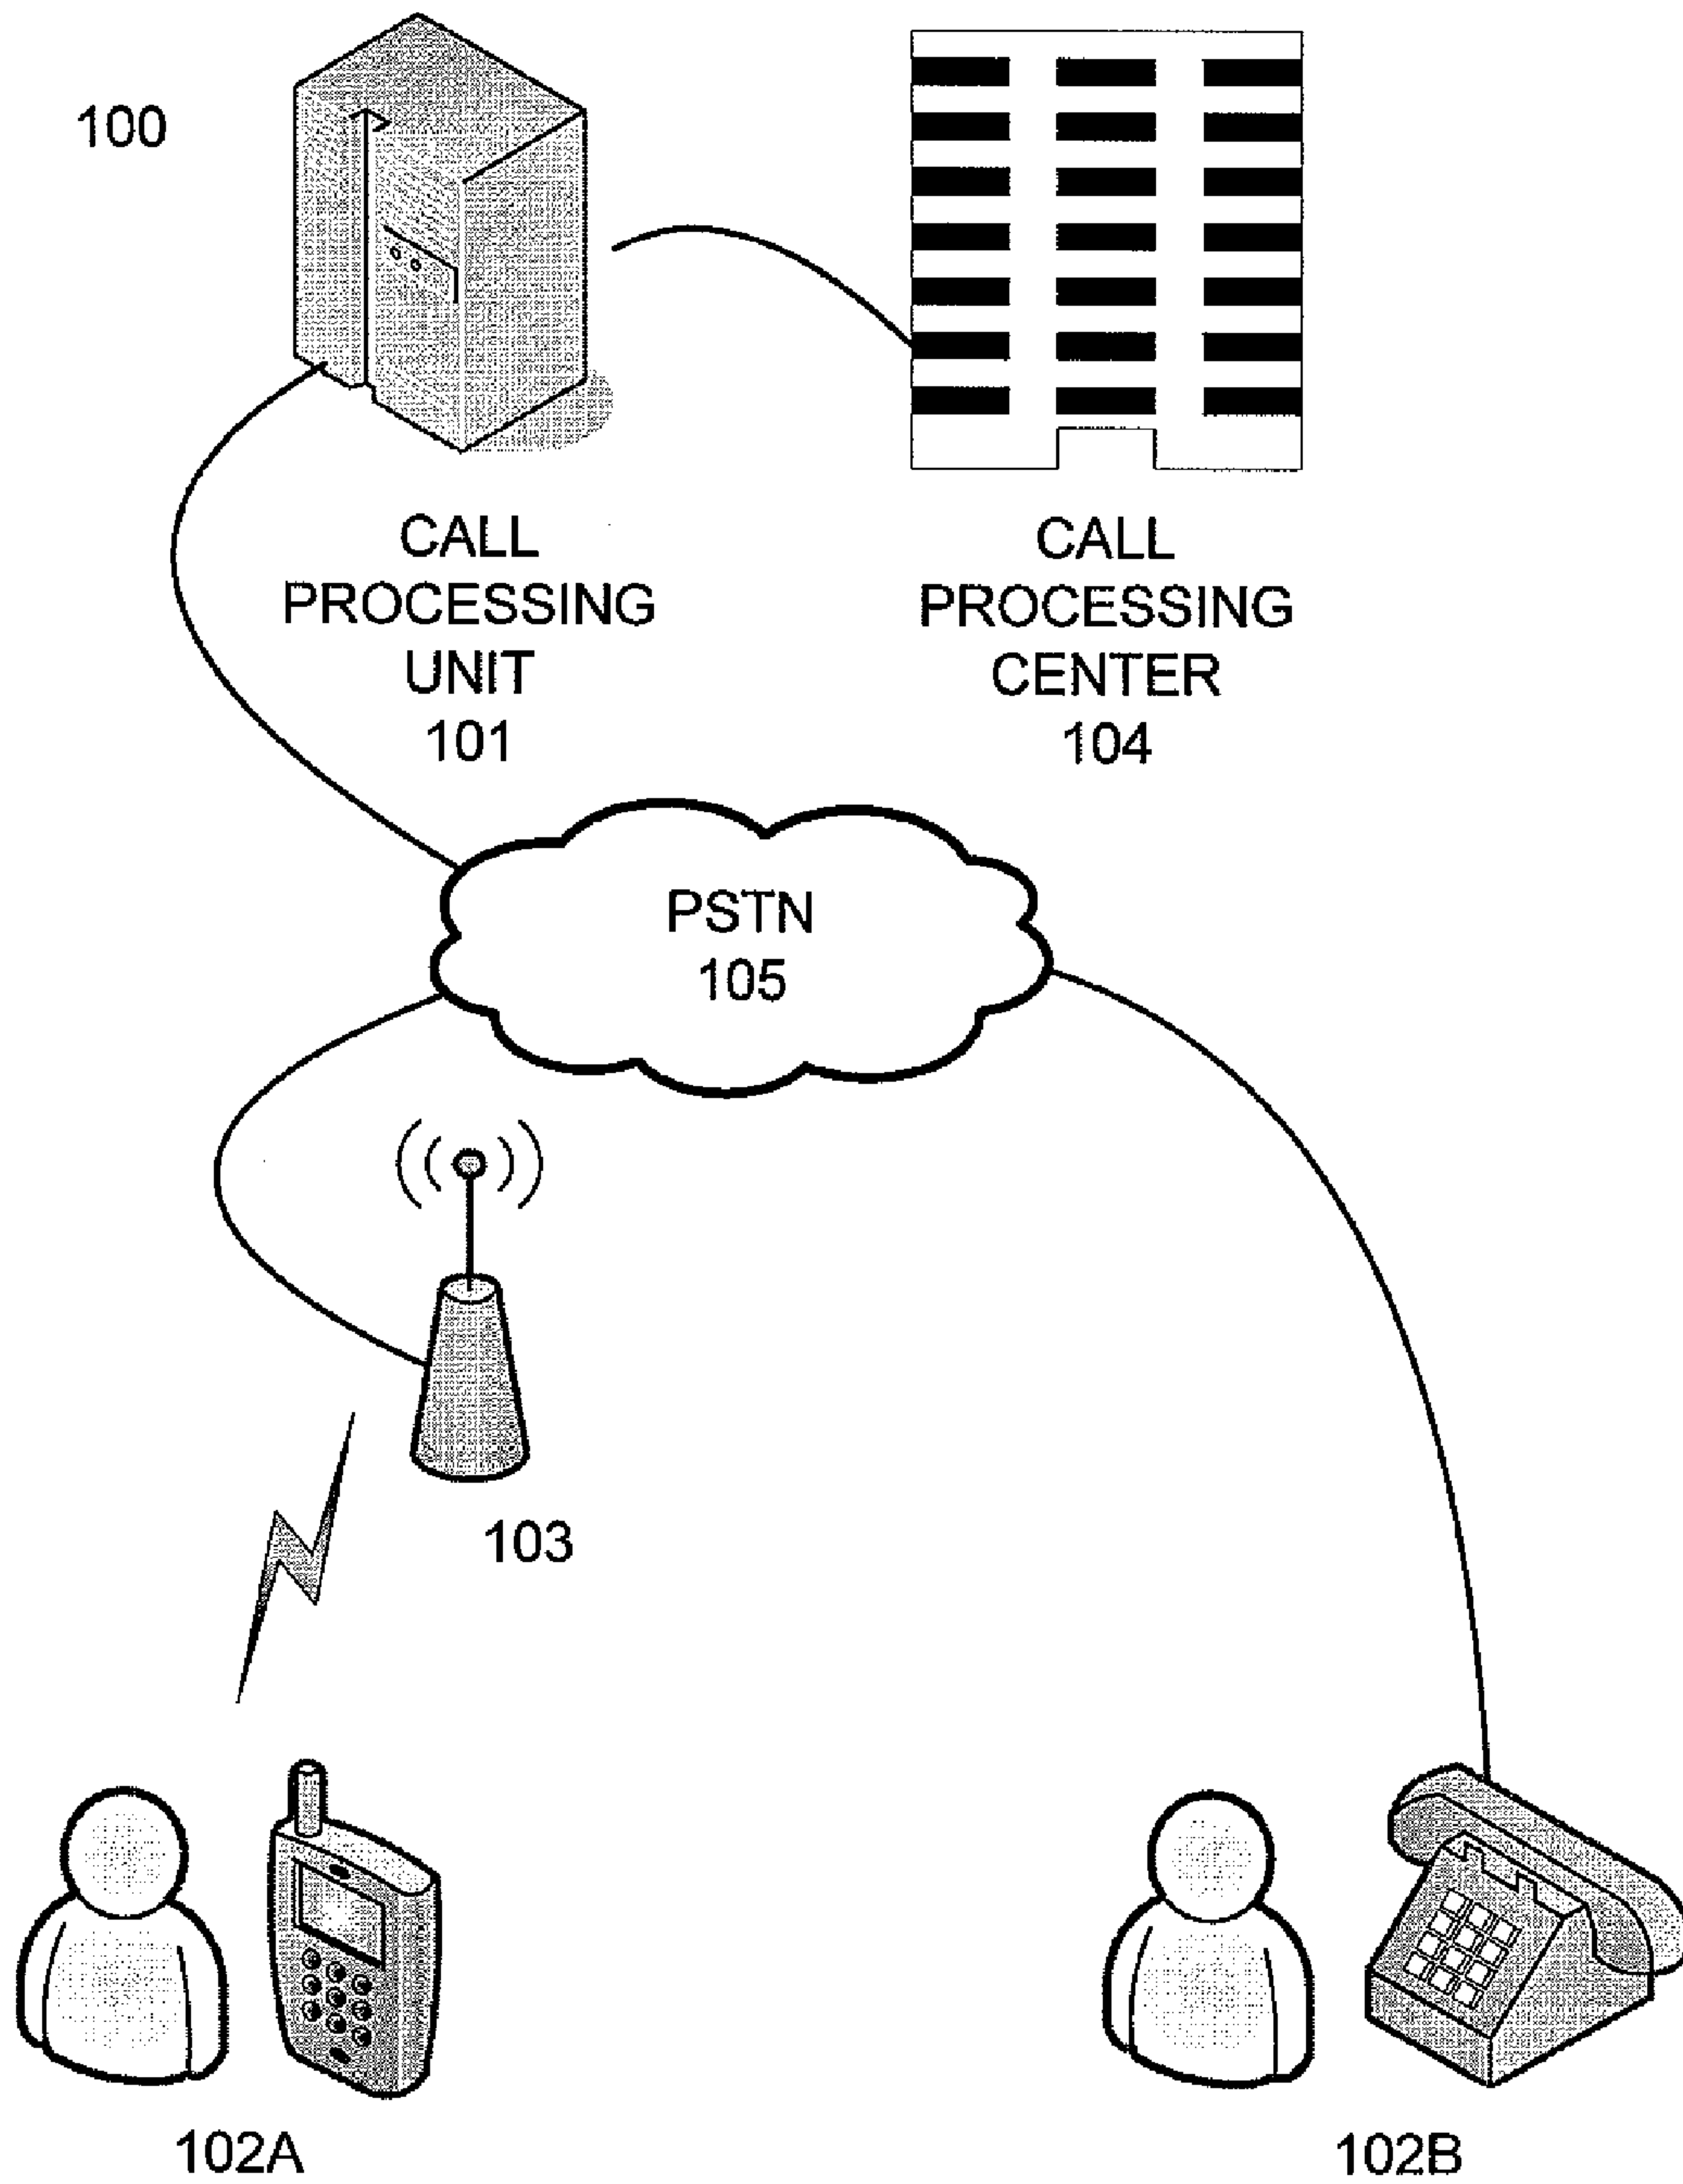 100
CALL
PROCESSING
UNIT
101
CALL
PROCESSING
CENTER
104
PSTN
105
103
102A
102B